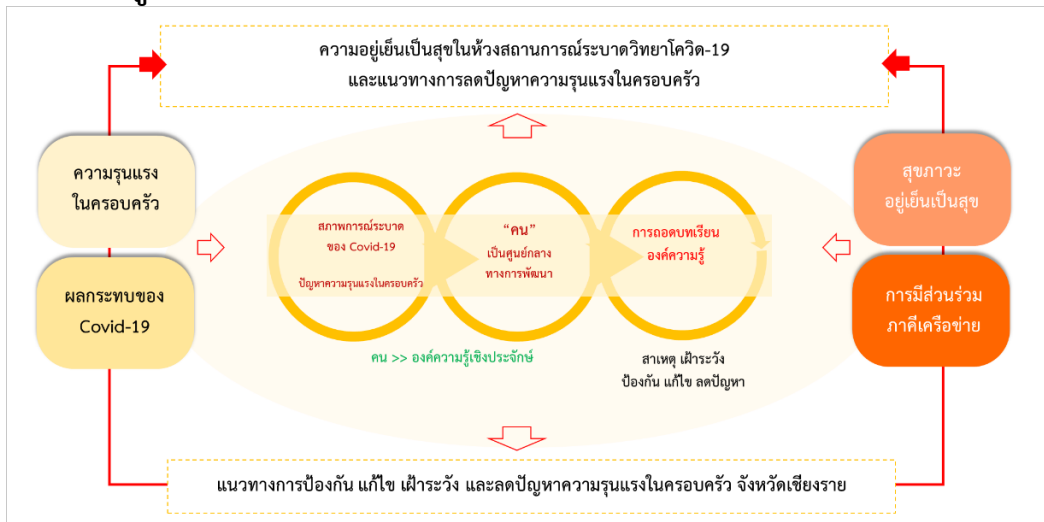 ความอยู่เย็นเป็นสุขในห้วงสถานการณ์ระบาดวิทยาโควิด-19
และแนวทางการลดปัญหาความรุนแรงในครอบครัว
ความรุนแรง
ในครอบครัว
ผลกระทบของ
Covid-19
สภาพการณ์ระบาด
ของ Covid-19
ปัญหาความรุนแรงในครอบครัว
“คน”
เป็นศูนย์กลาง
ทางการพัฒนา
การถอดบทเรียน
องค์ความรู้
คน >> องค์ความรู้เชิงประจักษ์
สาเหตุ เฝ้าระวัง
ป้องกัน แก้ไข ลดปัญหา
สุขภาวะ
อยู่เย็นเป็นสุข
การมีส่วนร่วม
ภาคีเครือข่าย
แนวทางการป้องกัน แก้ไข เฝ้าระวัง และลดปัญหาความรุนแรงในครอบครัว จังหวัดเชียงราย